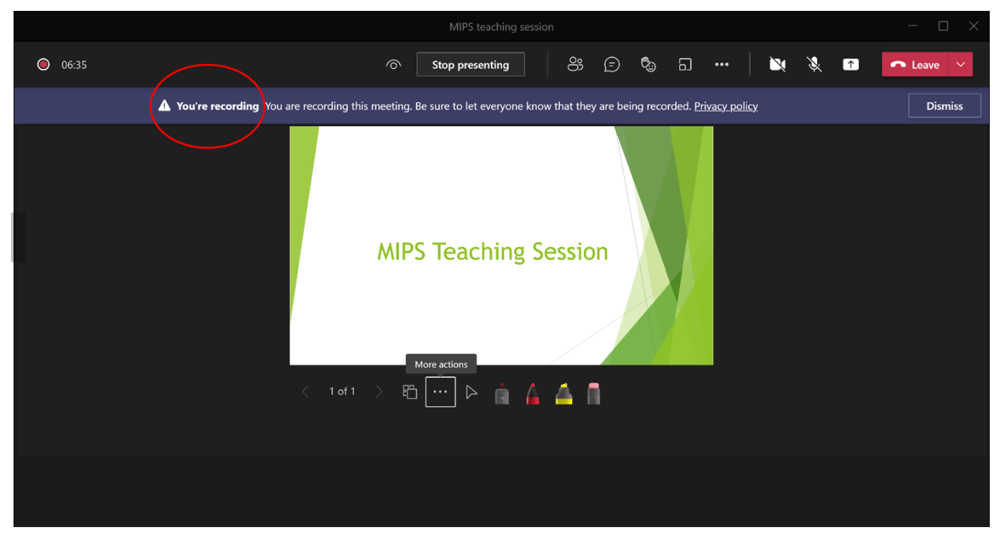 MIPS teaching session
06:35
Stop presenting
Leave
You're recording You are recording this meeting. Be sure to let everyone know that they are being recorded. Privacy policy
Dismiss
MIPS Teaching Session
More actions
1 of 1